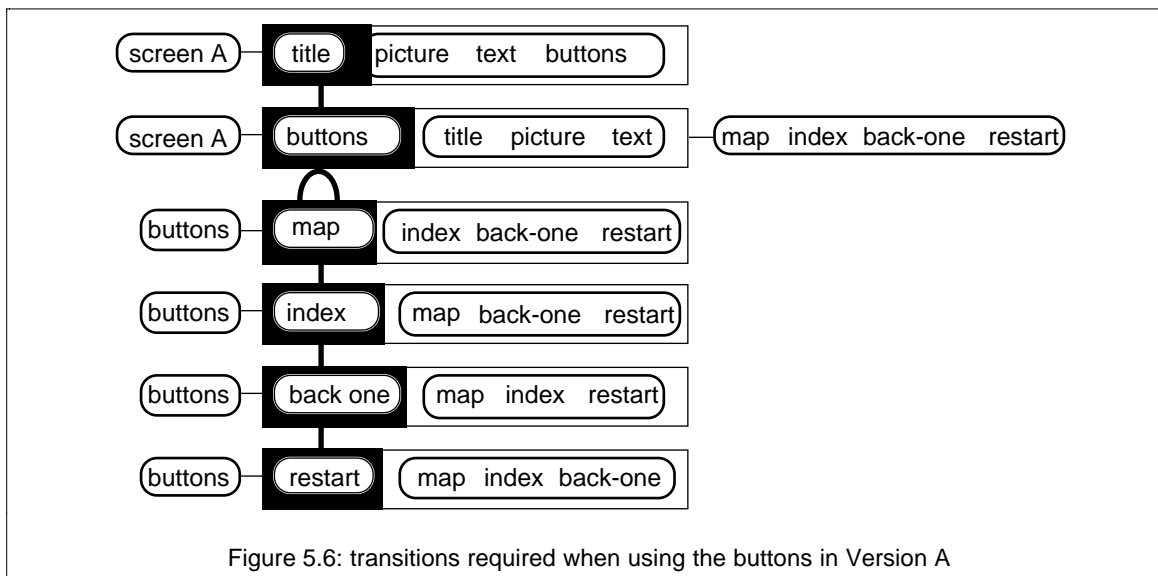 screen A title picture text buttons
screen A buttons title picture text map index back-one restart
buttons map index back-one restart
buttons index map back-one restart
buttons back one map index restart
buttons restart map index back-one
Figure 5.6: transitions required when using the buttons in Version A